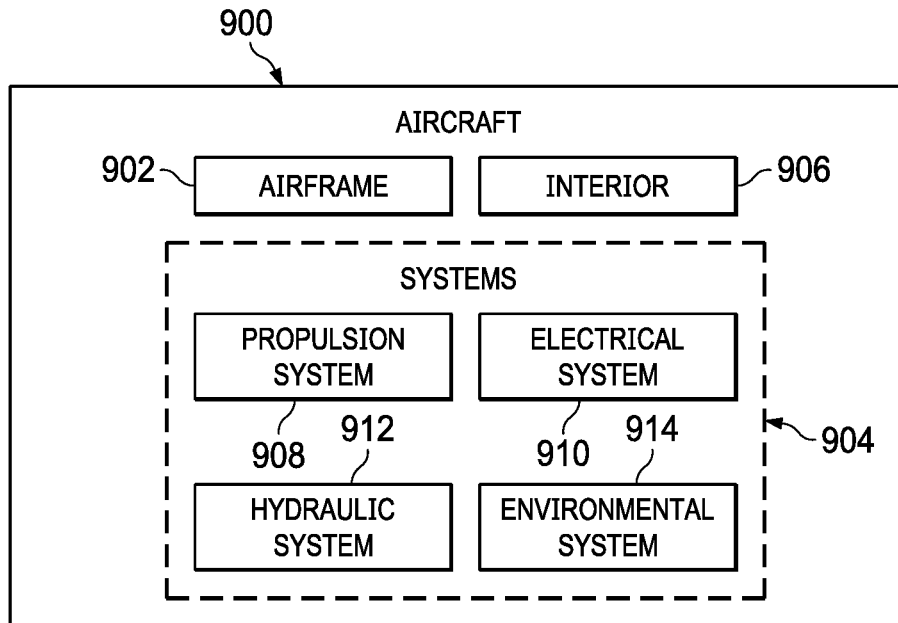 900
AIRCRAFT
902
AIRFRAME
INTERIOR
906
SYSTEMS
PROPULSION
SYSTEM
ELECTRICAL
SYSTEM
908
912
910
914
904
HYDRAULIC
SYSTEM
ENVIRONMENTAL
SYSTEM